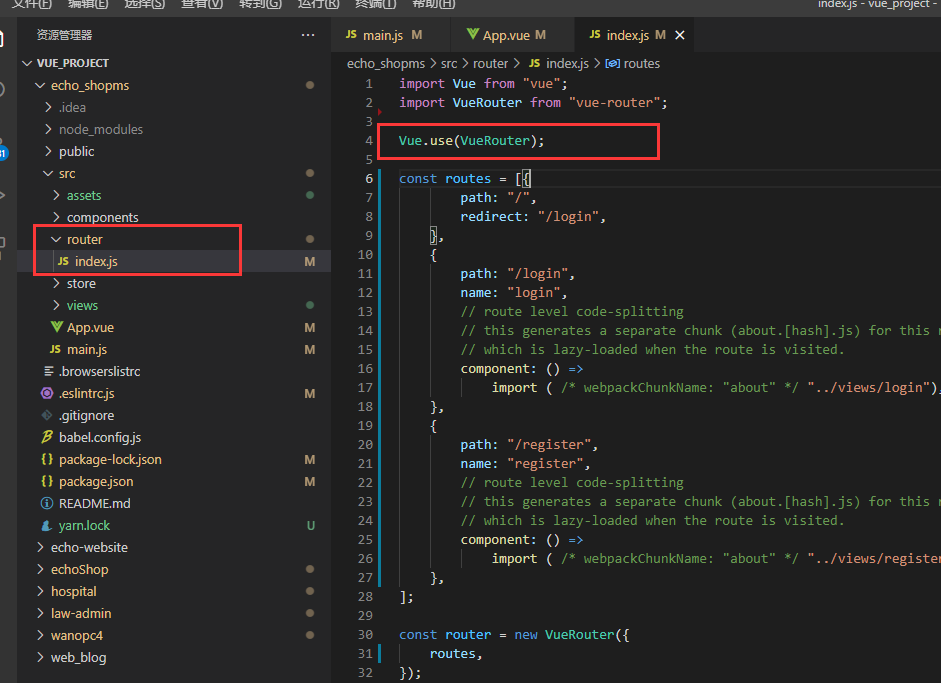 文件(F) 编辑(E) 选择(S) 查看(V) 转到(G) 运行(R) 终端(T) 帮助(H) index.js - vue_project -
资源管理器 ···
VUE_PROJECT
echo_shopms
.idea
node_modules
public
src
assets
components
router
JS index.js M
store
views
App.vue M
JS main.js M
.browserslistrc
.eslintrc.js M
.gitignore
babel.config.js
{} package-lock.json M
{} package.json M
README.md
yarn.lock U
echo-website
echoShop
hospital
law-admin
wanopc4
web_blog
JS main.js M App.vue M JS index.js M ×
echo_shopms > src > router > JS index.js > routes
1 import Vue from "vue";
2 import VueRouter from "vue-router";
3
4 Vue.use(VueRouter);
5
6 const routes = [{
7 path: "/",
8 redirect: "/login",
9 },
10 {
11 path: "/login",
12 name: "login",
13 // route level code-splitting
14 // this generates a separate chunk (about.[hash].js) for this r
15 // which is lazy-loaded when the route is visited.
16 component: () =>
17 import ( /* webpackChunkName: "about" */ "../views/login"),
18 },
19 {
20 path: "/register",
21 name: "register",
22 // route level code-splitting
23 // this generates a separate chunk (about.[hash].js) for this r
24 // which is lazy-loaded when the route is visited.
25 component: () =>
26 import ( /* webpackChunkName: "about" */ "../views/register
27 },
28 ];
29
30 const router = new VueRouter({
31 routes,
32 });